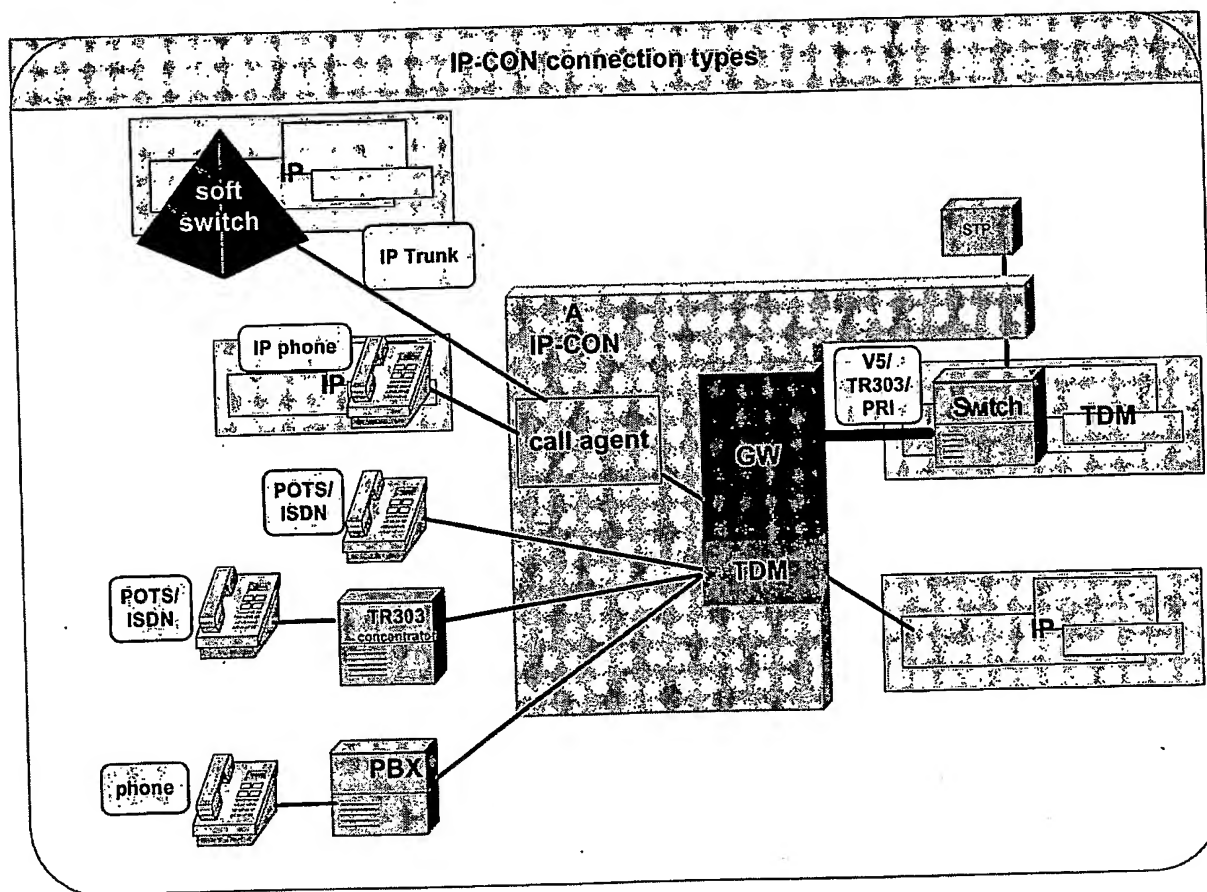 IP-CON connection types
soft
switch
IP
IP Trunk
STP
A
IP-CON
IP phone
IP
V5/
TR303/
PRI
Switch
TDM
call agent
GW
POTS/
ISDN
TDM
POTS/
ISDN
TR303
concentrator
IP
phone
PBX